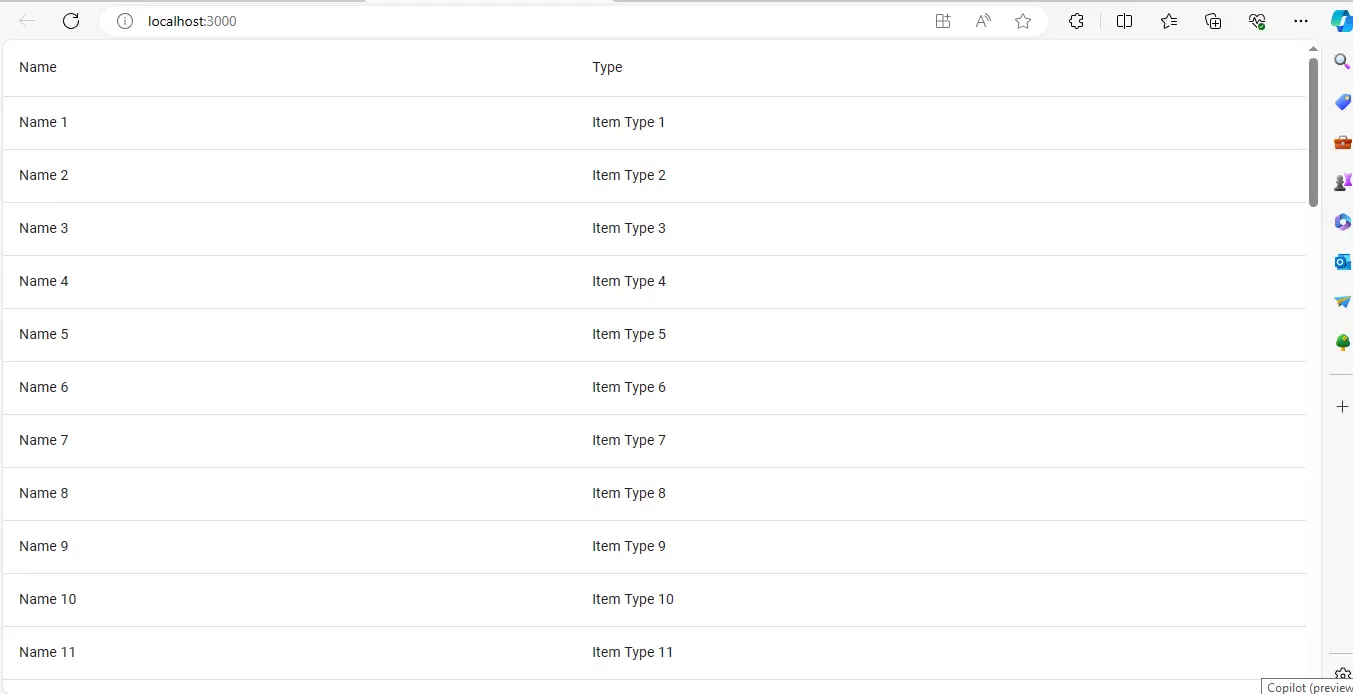 localhost:3000
Name Type
Name 1 Item Type 1
Name 2 Item Type 2
Name 3 Item Type 3
Name 4 Item Type 4
Name 5 Item Type 5
Name 6 Item Type 6
Name 7 Item Type 7
Name 8 Item Type 8
Name 9 Item Type 9
Name 10 Item Type 10
Name 11 Item Type 11
Copilot (preview